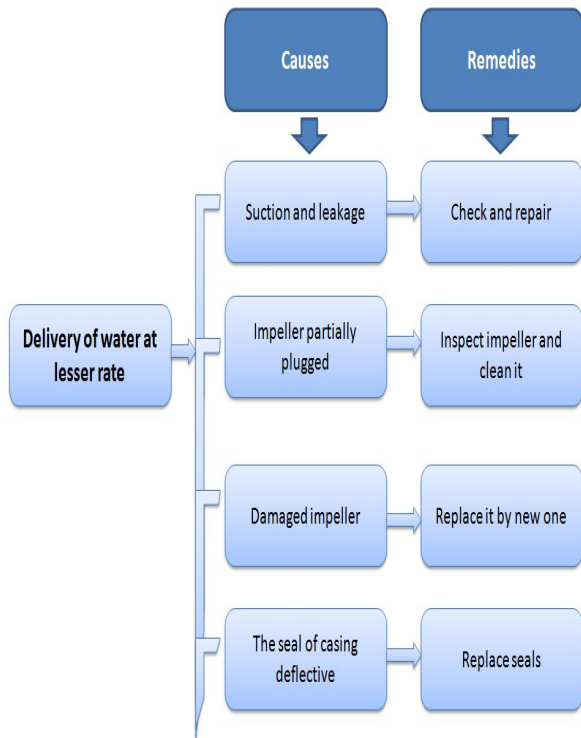 Causes
Remedies
Suction and leakage
Check and repair
Delivery of water at
lesser rate
Impeller partially
plugged
Inspect impeller and
clean it
Damaged impeller
Replace it by new one
The seal of casing
deflective
Replace seals